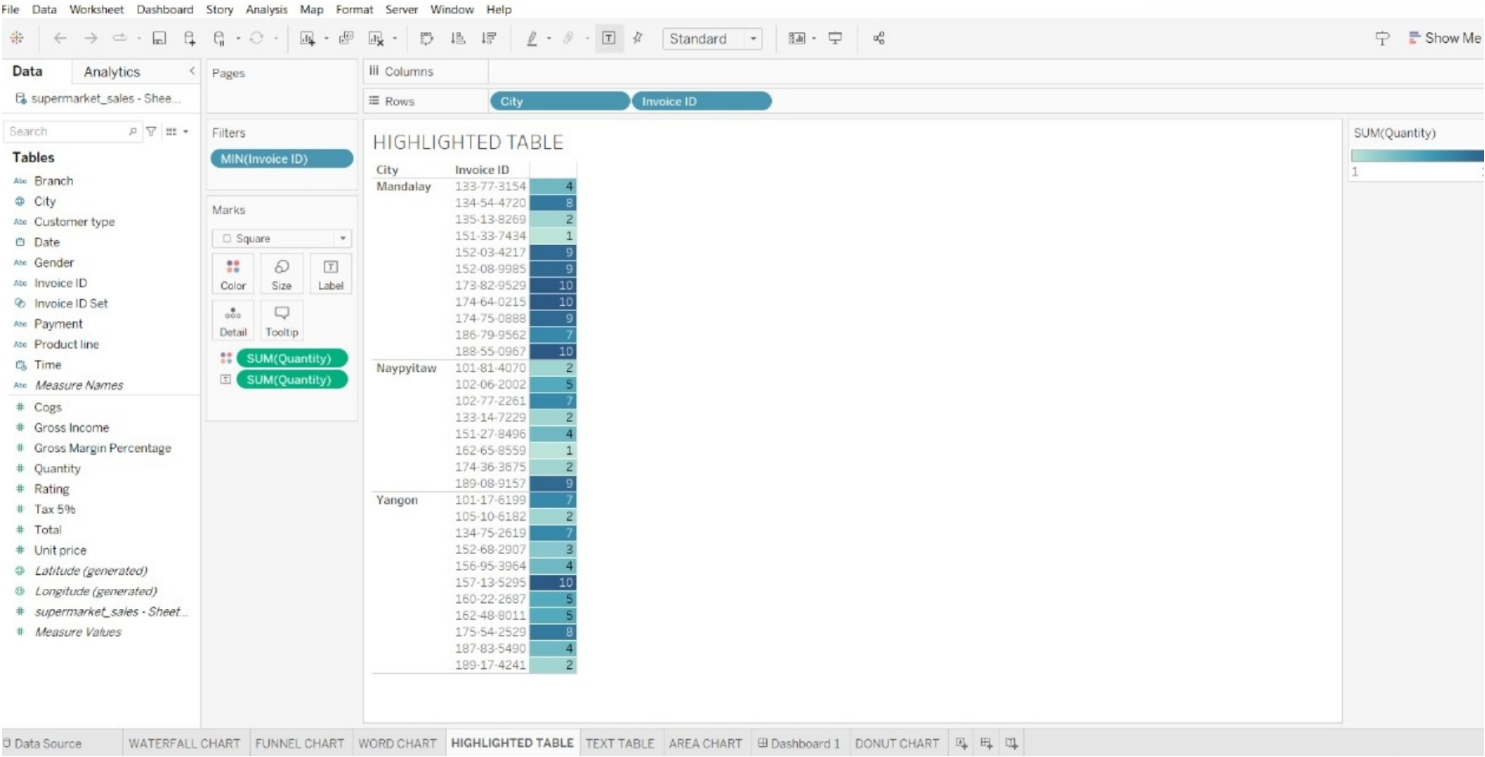 File Data Worksheet Dashboard Story Analysis Map Format Server Window Help
Standard
Show Me
Data Analytics
supermarket_sales - Shee...
Search
Tables
Abc Branch
City
Abc Customer type
Date
Abc Gender
Abc Invoice ID
Invoice ID Set
Abc Payment
Abc Product line
Time
Abc Measure Names
# Cogs
# Gross Income
# Gross Margin Percentage
# Quantity
# Rating
# Tax 5%
# Total
# Unit price
Latitude (generated)
Longitude (generated)
# supermarket_sales - Sheet...
# Measure Values
Pages
Filters
MIN(Invoice ID)
Marks
Square
Color Size Label
Detail Tooltip
SUM(Quantity)
SUM(Quantity)
Columns
Rows City Invoice ID
HIGHLIGHTED TABLE
City Invoice ID
Mandalay 133-77-3154 4
134-54-4720 8
135-13-8269 2
151-33-7434 1
152-03-4217 9
152-08-9985 9
173-82-9529 10
174-64-0215 10
174-75-0888 9
186-79-9562 7
188-55-0967 10
Naypyitaw 101-81-4070 2
102-06-2002 5
102-77-2261 7
133-14-7229 2
151-27-8496 4
162-65-8559 1
174-36-3675 2
189-08-9157 9
Yangon 101-17-6199 7
105-10-6182 2
134-75-2619 7
152-68-2907 3
156-95-3964 4
157-13-5295 10
160-22-2687 5
162-48-8011 5
175-54-2529 8
187-83-5490 4
189-17-4241 2
SUM(Quantity)
1
Data Source WATERFALL CHART FUNNEL CHART WORD CHART HIGHLIGHTED TABLE TEXT TABLE AREA CHART Dashboard 1 DONUT CHART